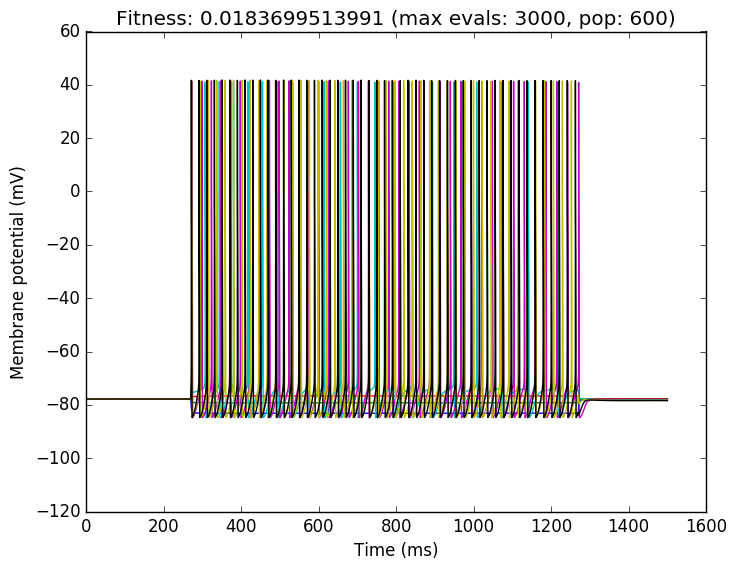 Fitness: 0.0183699513991 (max evals: 3000, pop: 600)
60
40
20
0
−20
−40
−60
−80
−100
−120
Membrane potential (mV)
0 200 400 600 800 1000 1200 1400 1600
Time (ms)